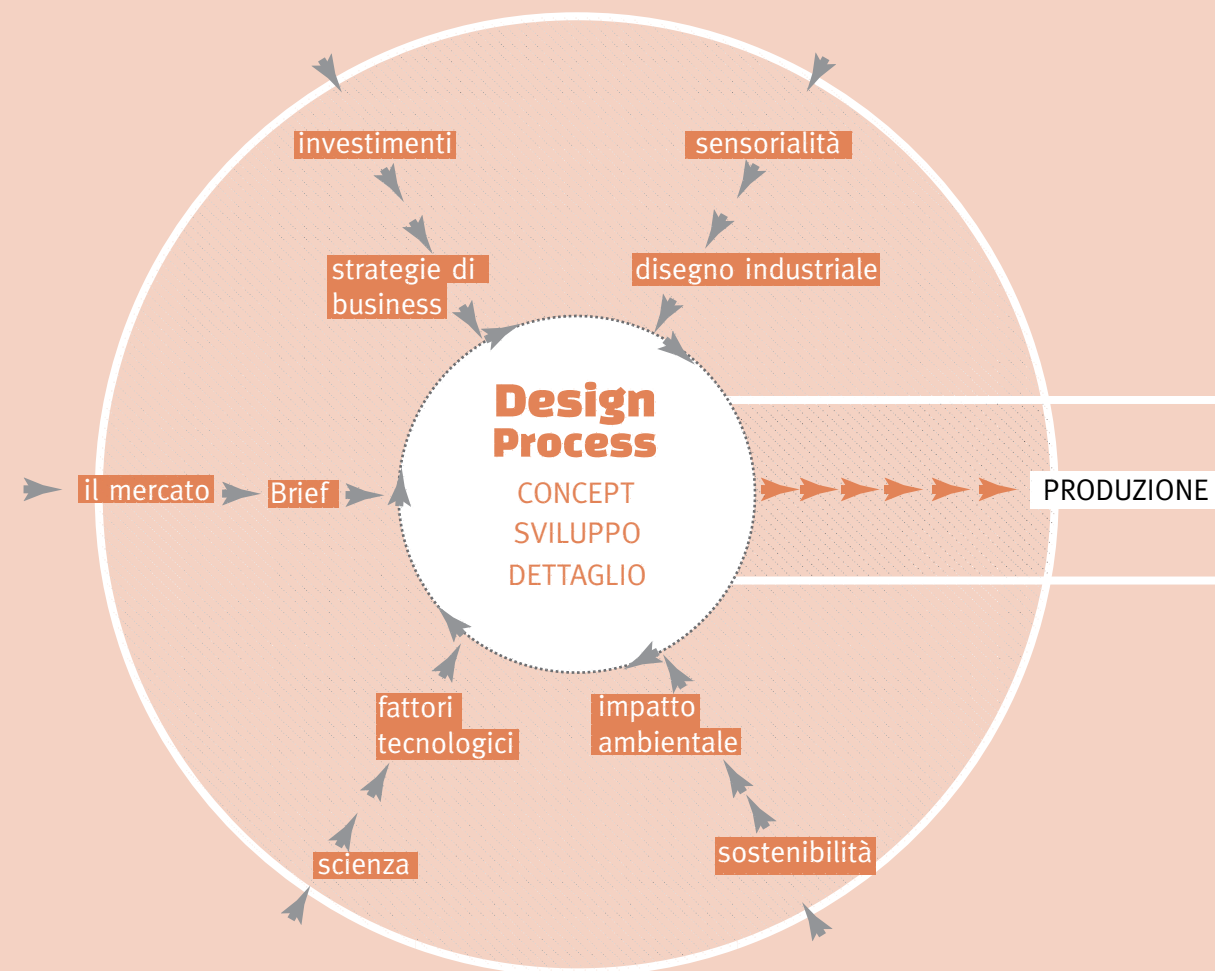 investimenti
sensorialità
strategie di
business
disegno industriale
Design
Process
CONCEPT
SVILUPPO
DETTAGLIO
il mercato
Brief
PRODUZIONE
fattori
tecnologici
impatto
ambientale
scienza
sostenibilità